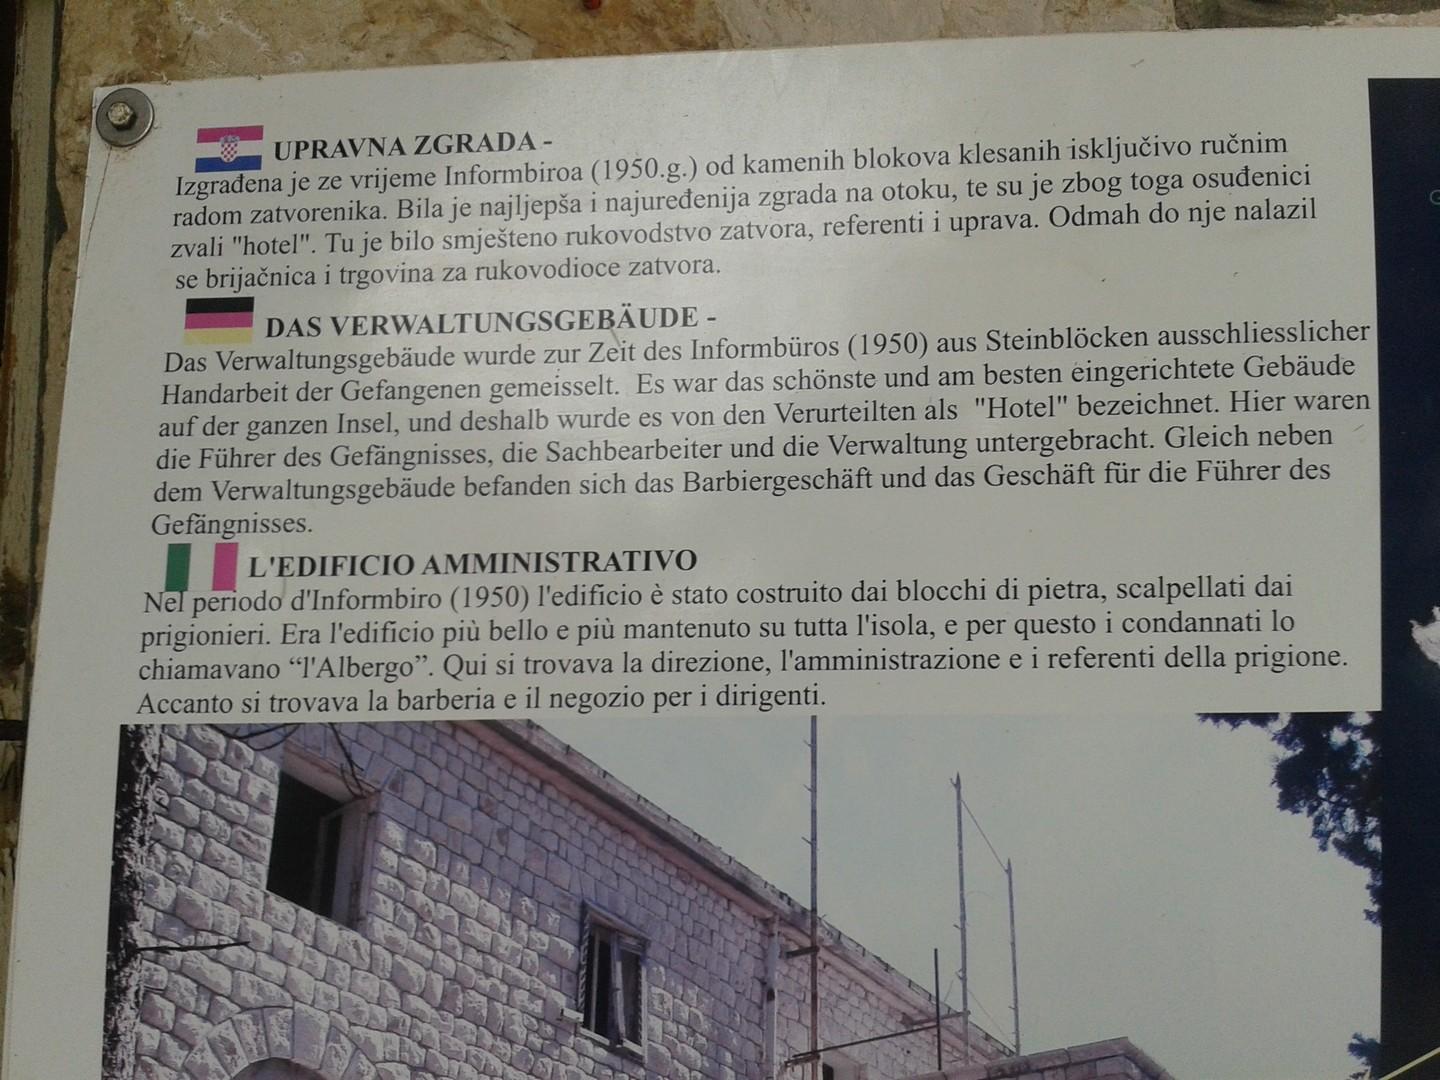 UPRAVNA ZGRADA -
Izgrađena je ze vrijeme Informbiroa (1950.g.) od kamenih blokova klesanih isključivo ručnim
radom zatvorenika. Bila je najljepša i najuređenija zgrada na otoku, te su je zbog toga osuđenici
zvali "hotel". Tu je bilo smješteno rukovodstvo zatvora, referenti i uprava. Odmah do nje nalazil
se brijačnica i trgovina za rukovodioce zatvora.
DAS VERWALTUNGSGEBÄUDE -
Das Verwaltungsgebäude wurde zur Zeit des Informbüros (1950) aus Steinblöcken ausschliesslicher
Handarbeit der Gefangenen gemeisselt. Es war das schönste und am besten eingerichtete Gebäude
auf der ganzen Insel, und deshalb wurde es von den Verurteilten als "Hotel" bezeichnet. Hier waren
die Führer des Gefängnisses, die Sachbearbeiter und die Verwaltung untergebracht. Gleich neben
dem Verwaltungsgebäude befanden sich das Barbiergeschäft und das Geschäft für die Führer des
Gefängnisses.
L'EDIFICIO AMMINISTRATIVO
Nel periodo d'Informbiro (1950) l'edificio è stato costruito dai blocchi di pietra, scalpellati dai
prigionieri. Era l'edificio più bello e più mantenuto su tutta l'isola, e per questo i condannati lo
chiamavano “l'Albergo”. Qui si trovava la direzione, l'amministrazione e i referenti della prigione.
Accanto si trovava la barberia e il negozio per i dirigenti.